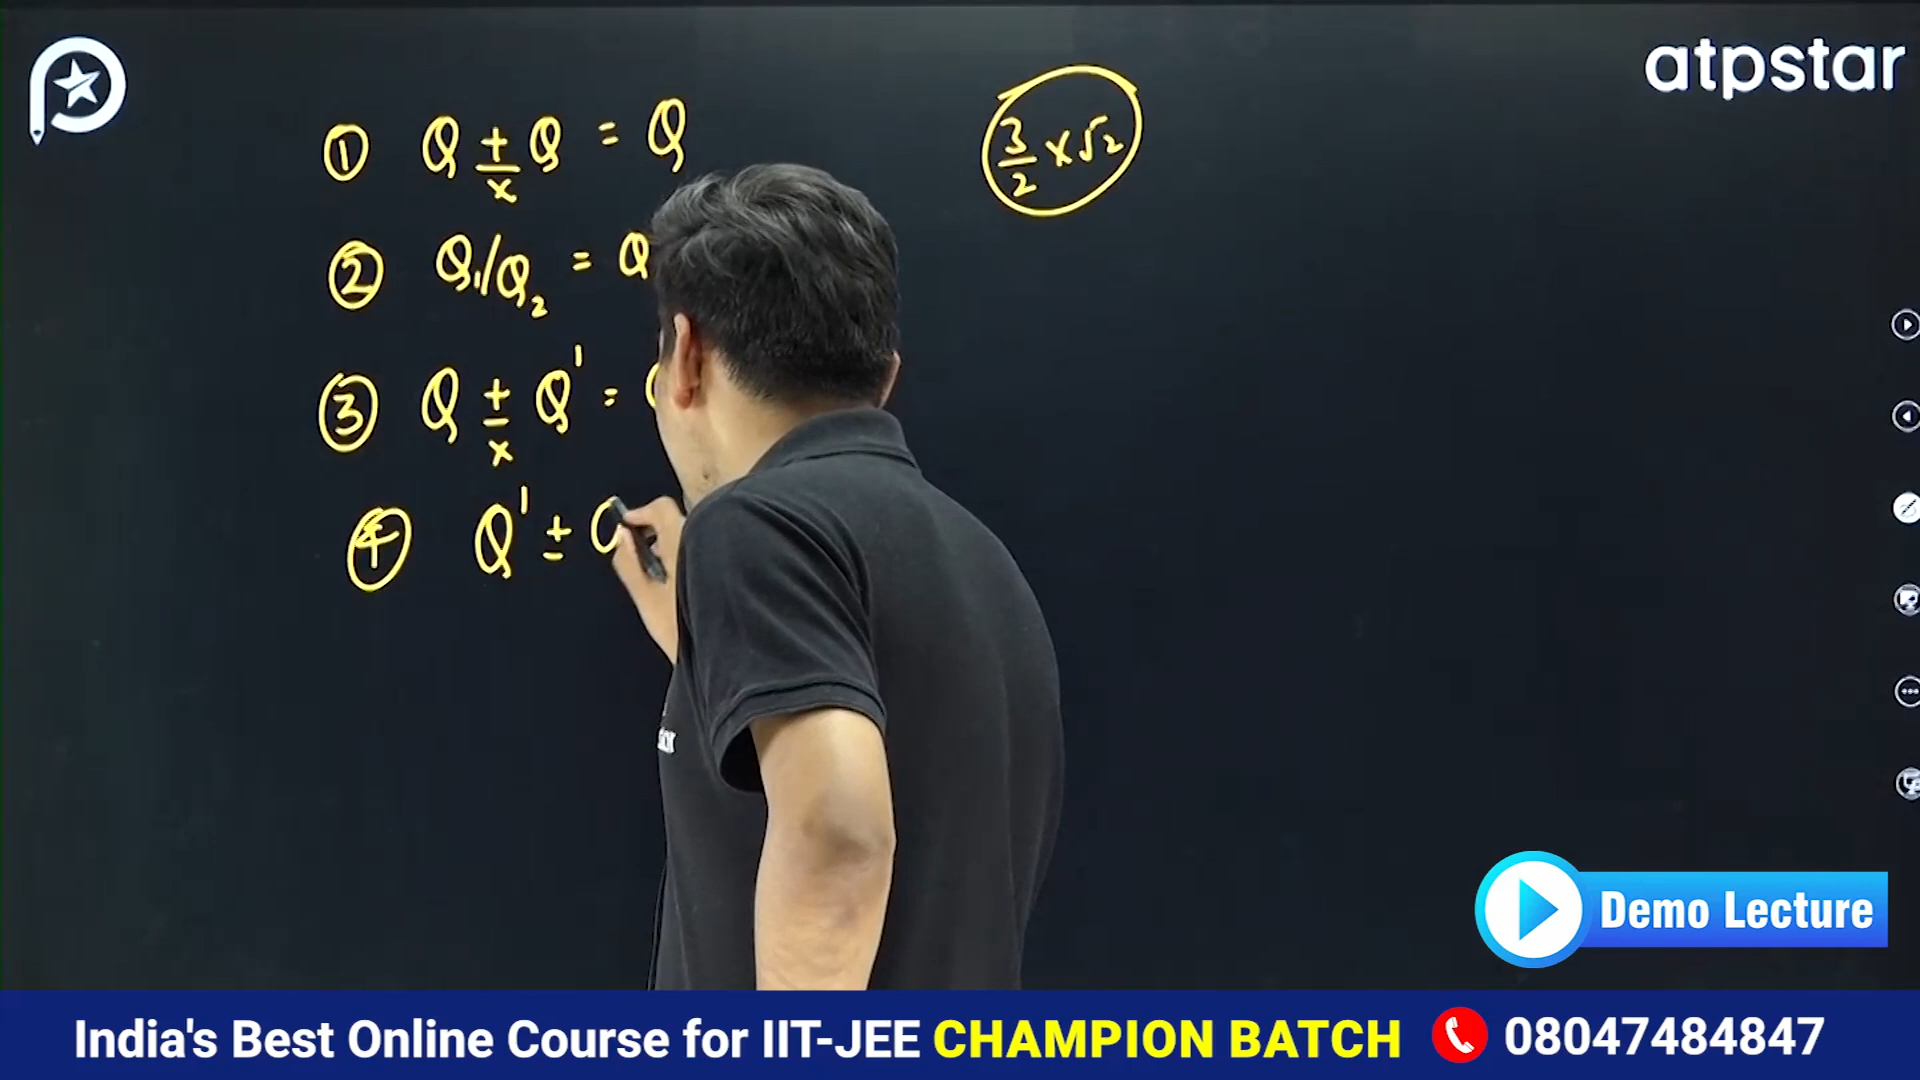 atpstar
① Q ± x Q = Q
3/2 x √2
② Q₁/Q₂ = Q
③ Q ± x Q' =
④ Q' ±
Demo Lecture
India's Best Online Course for IIT-JEE CHAMPION BATCH 08047484847